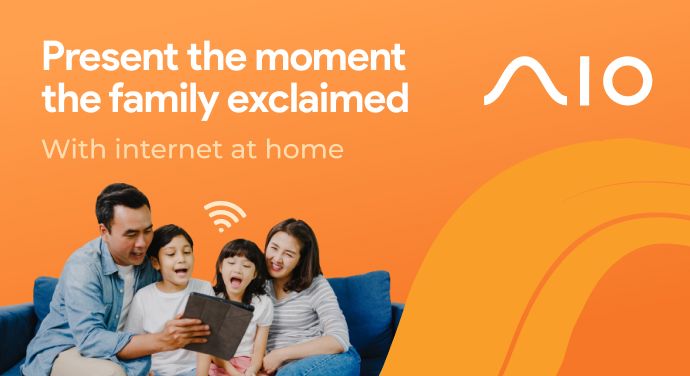 Present the moment
the family exclaimed
AIO
With internet at home